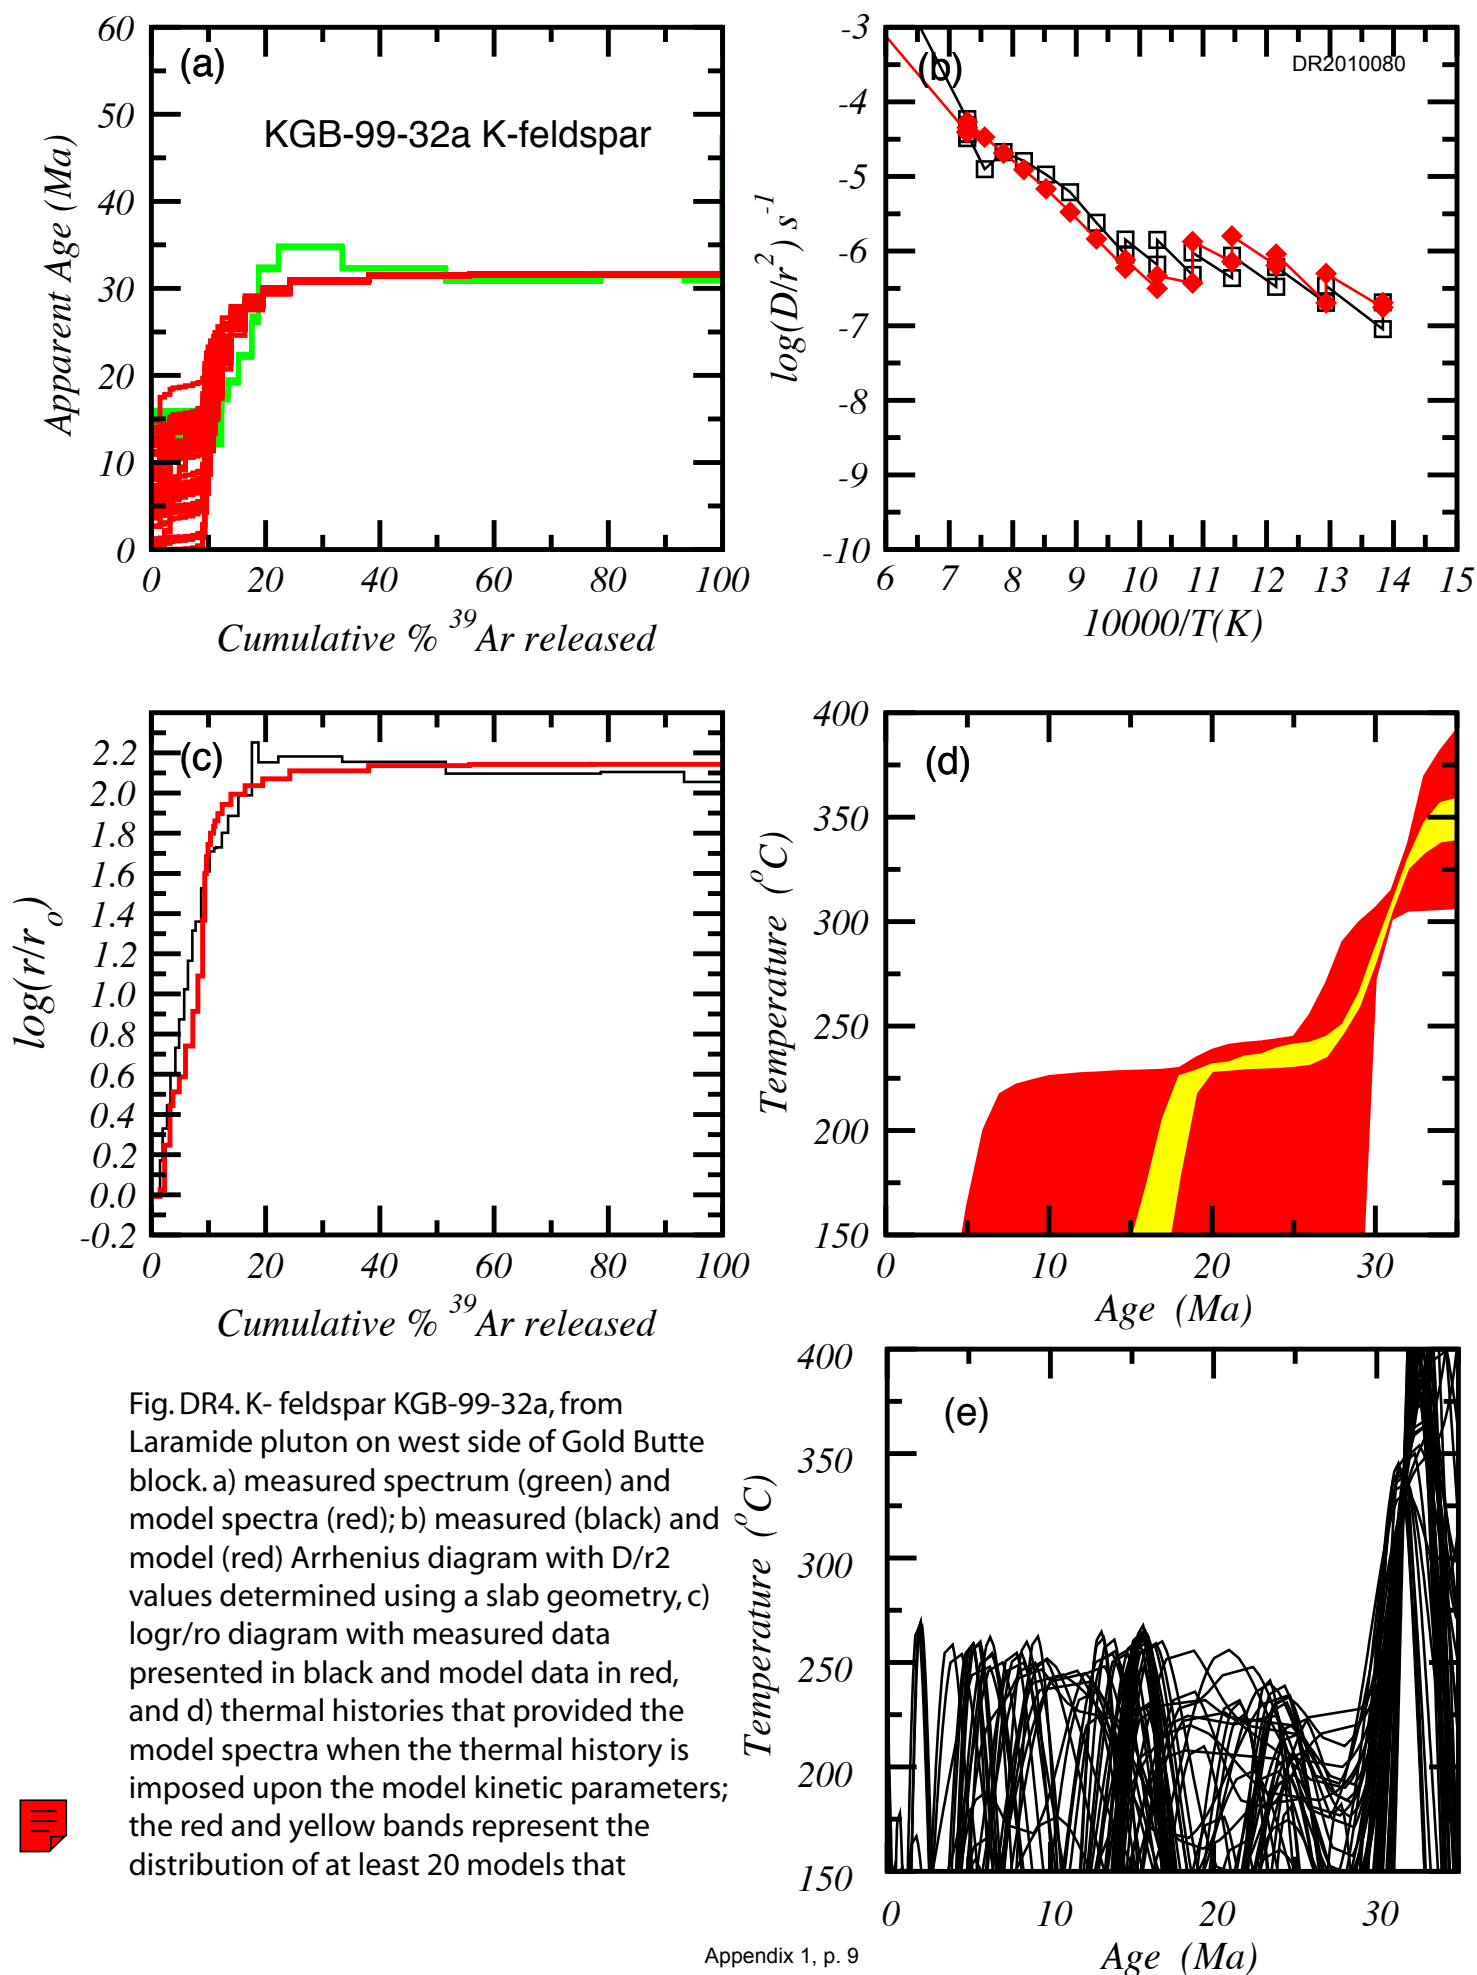 60
50
40
30
20
10
0
Apparent Age (Ma)
(a)
KGB-99-32a K-feldspar
0 20 40 60 80 100
Cumulative % 39Ar released
-3
-4
-5
-6
-7
-8
-9
-10
log(D/r2) s-1
(b)
DR2010080
6 7 8 9 10 11 12 13 14 15
10000/T(K)
2.2
2.0
1.8
1.6
1.4
1.2
1.0
0.8
0.6
0.4
0.2
0.0
-0.2
log(r/ro)
(c)
0 20 40 60 80 100
Cumulative % 39Ar released
400
350
300
250
200
150
Temperature (oC)
(d)
0 10 20 30
Age (Ma)
Fig. DR4. K- feldspar KGB-99-32a, from
Laramide pluton on west side of Gold Butte
block. a) measured spectrum (green) and
model spectra (red); b) measured (black) and
model (red) Arrhenius diagram with D/r2
values determined using a slab geometry, c)
logr/ro diagram with measured data
presented in black and model data in red,
and d) thermal histories that provided the
model spectra when the thermal history is
imposed upon the model kinetic parameters;
the red and yellow bands represent the
distribution of at least 20 models that
400
350
300
250
200
150
Temperature (oC)
(e)
0 10 20 30
Age (Ma)
Appendix 1, p. 9